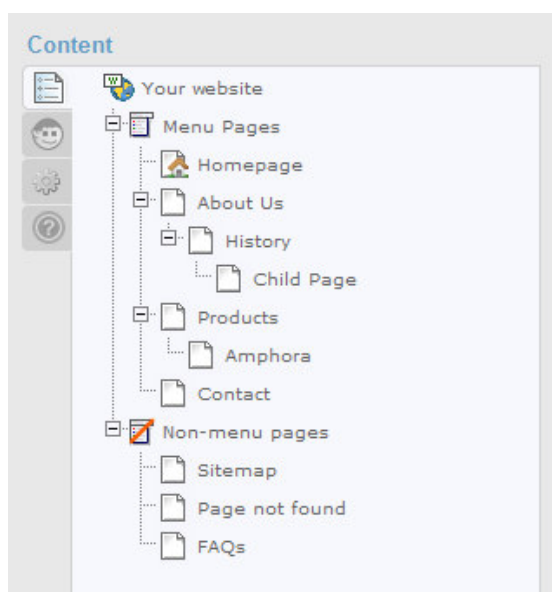 Content
Your website
Menu Pages
Homepage
About Us
History
Child Page
Products
Amphora
Contact
Non-menu pages
Sitemap
Page not found
FAQs